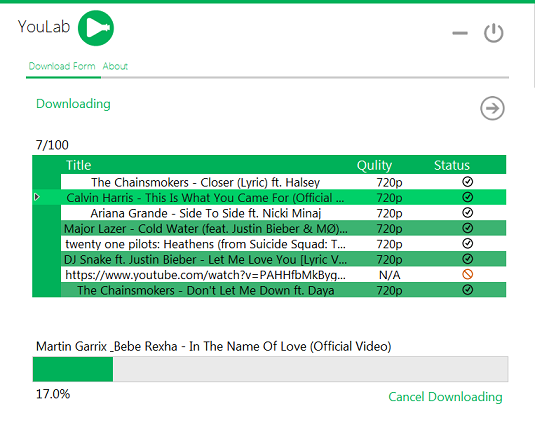 YouLab
Download Form About
Downloading
7/100
Title Qulity Status
The Chainsmokers - Closer (Lyric) ft. Halsey 720p
Calvin Harris - This Is What You Came For (Official ... 720p
Ariana Grande - Side To Side ft. Nicki Minaj 720p
Major Lazer - Cold Water (feat. Justin Bieber & MØ)... 720p
twenty one pilots: Heathens (from Suicide Squad: T... 720p
DJ Snake ft. Justin Bieber - Let Me Love You [Lyric V... 720p
https://www.youtube.com/watch?v=PAHHfbMkByq... N/A
The Chainsmokers - Don't Let Me Down ft. Daya 720p
Martin Garrix _Bebe Rexha - In The Name Of Love (Official Video)
17.0%
Cancel Downloading